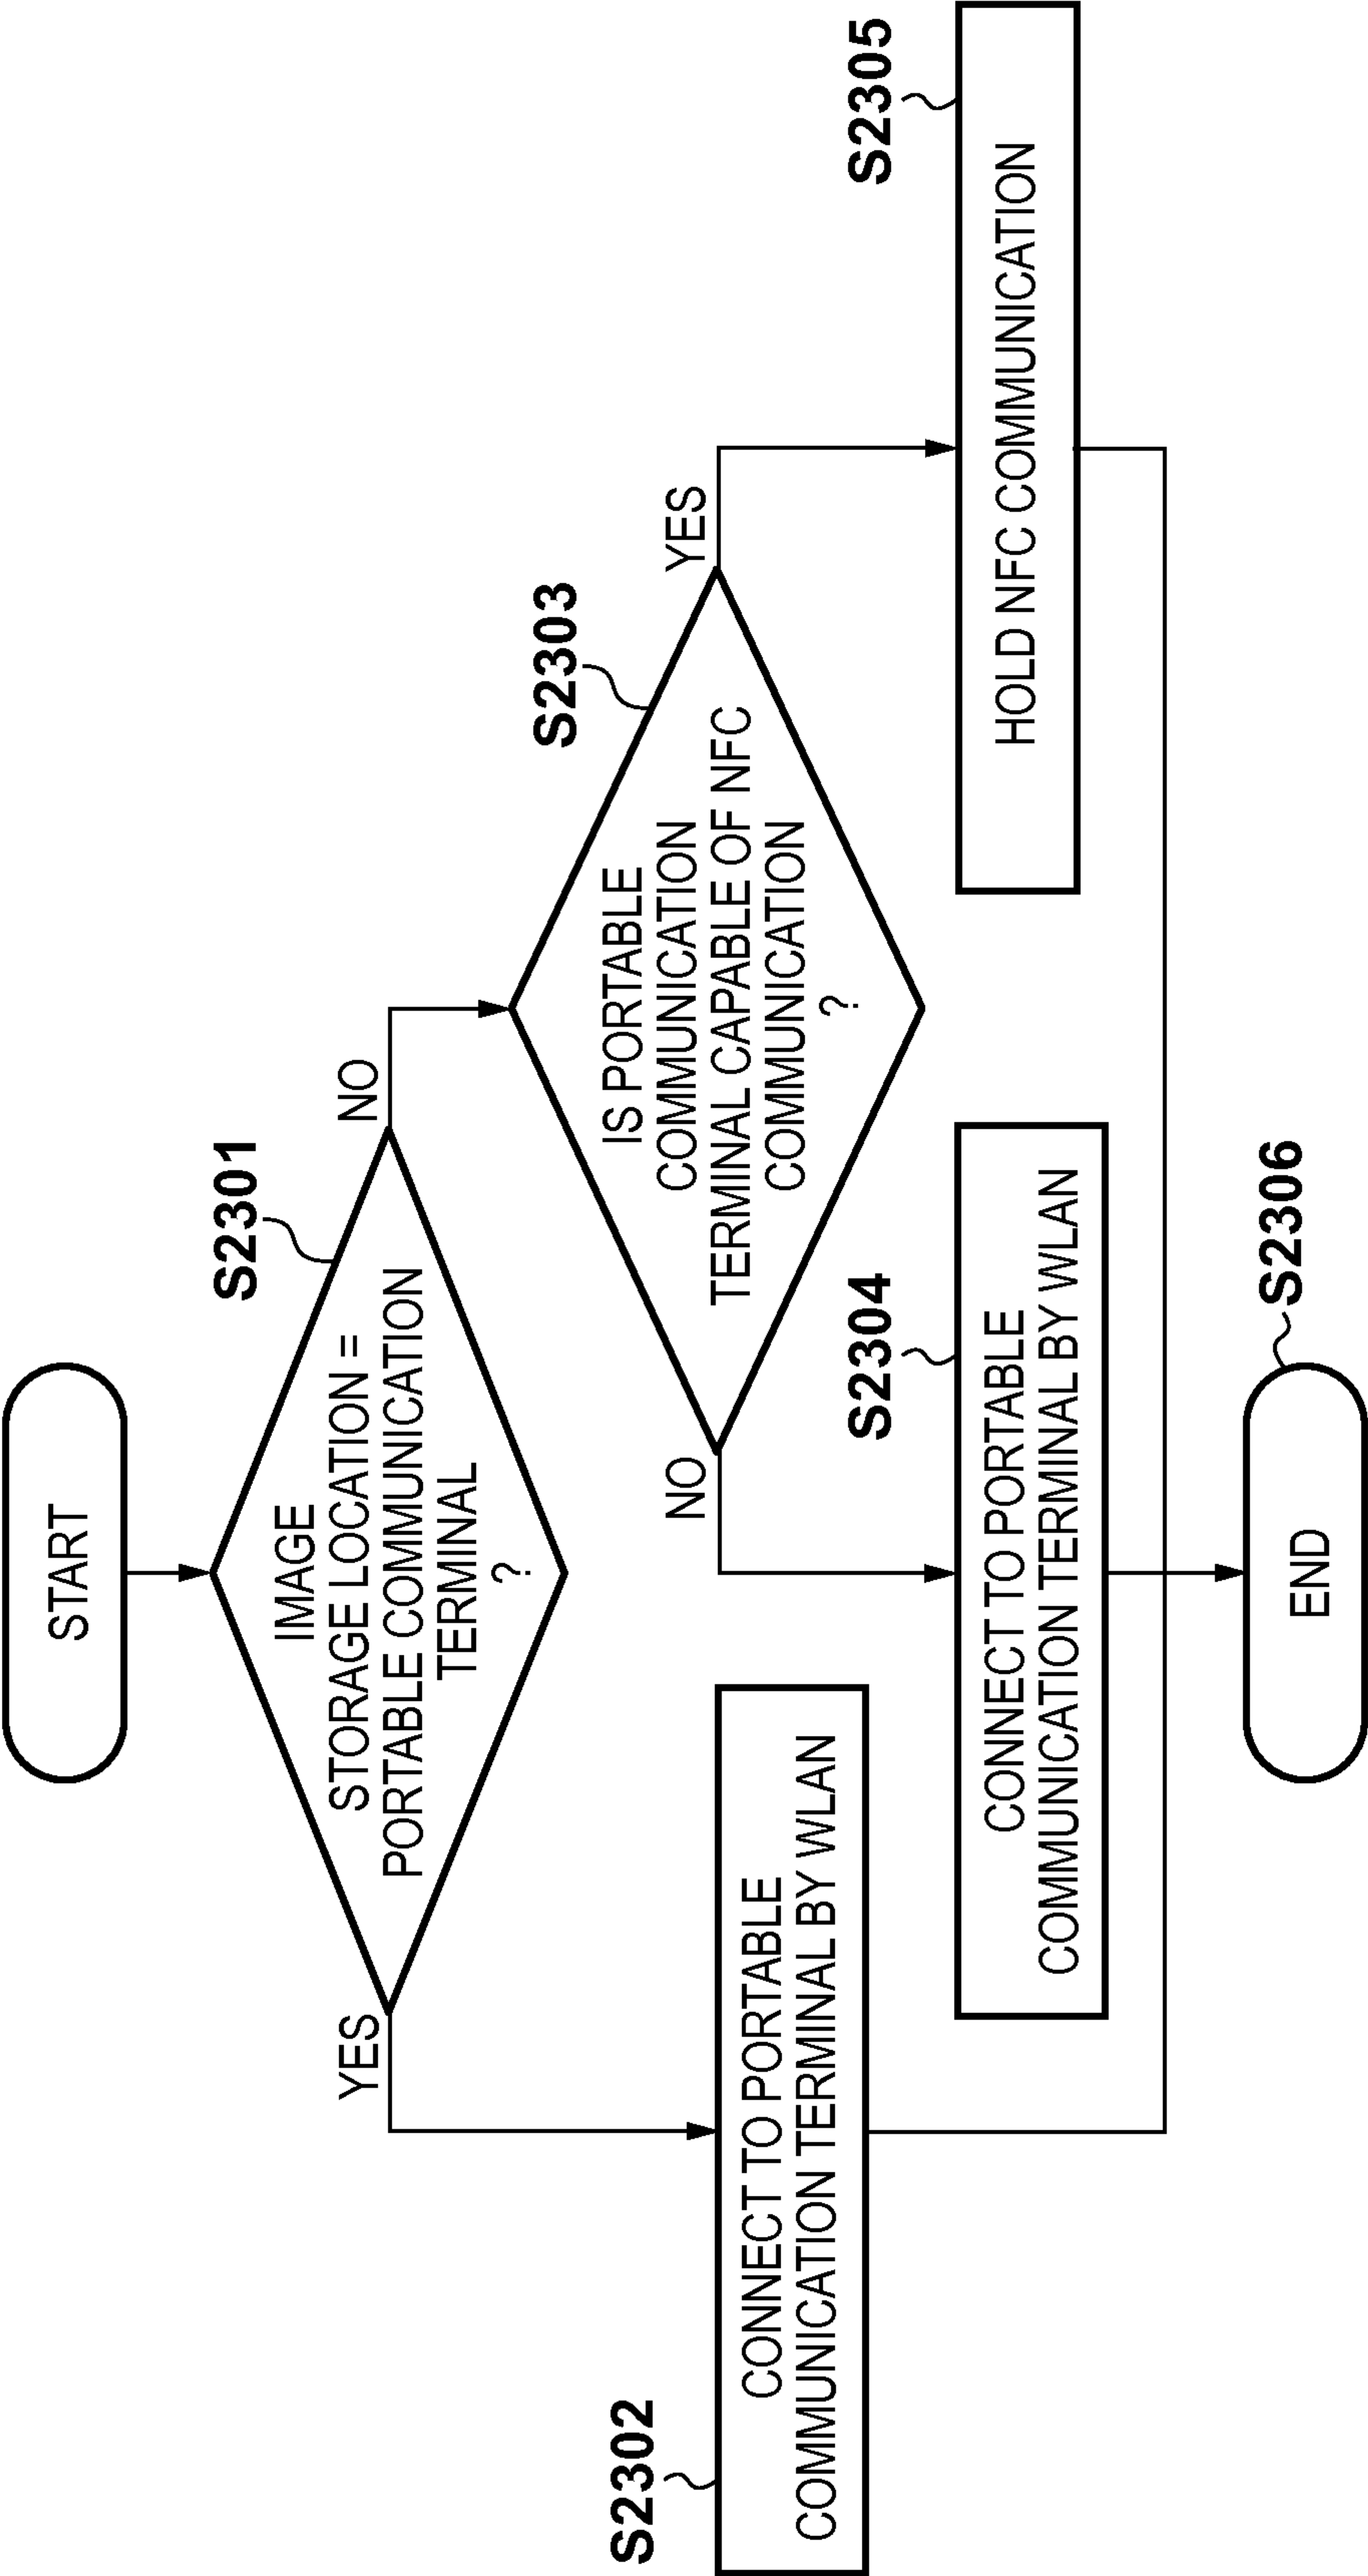 START
S2301
IMAGE
STORAGE LOCATION =
PORTABLE COMMUNICATION
TERMINAL
?
YES
NO
S2302
CONNECT TO PORTABLE
COMMUNICATION TERMINAL BY WLAN
S2303
IS PORTABLE
COMMUNICATION
TERMINAL CAPABLE OF NFC
COMMUNICATION
?
NO
YES
S2304
CONNECT TO PORTABLE
COMMUNICATION TERMINAL BY WLAN
S2305
HOLD NFC COMMUNICATION
S2306
END